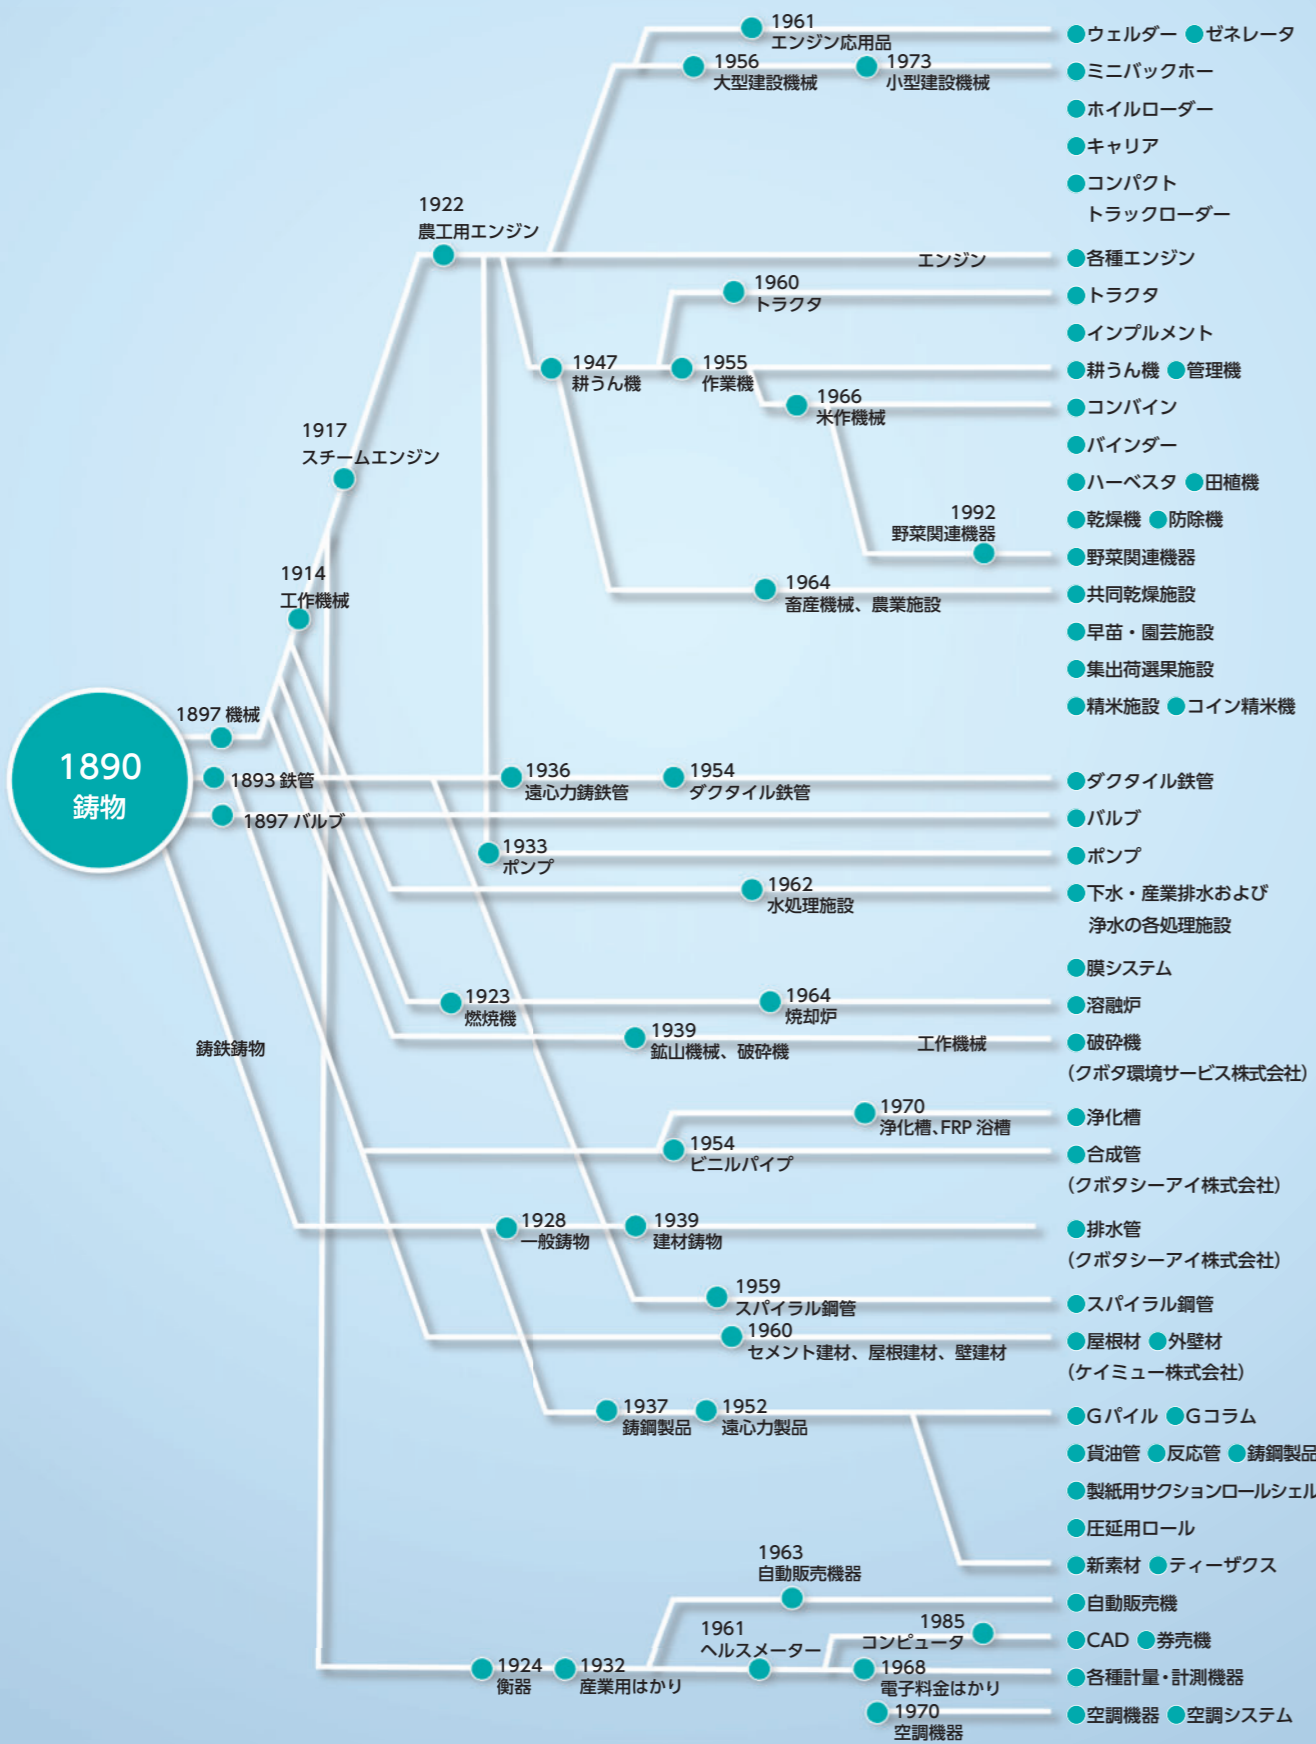 1961
エンジン応用品
●ウェルダー ●ゼネレータ
1956
大型建設機械
1973
小型建設機械
●ミニバックホー
●ホイルローダー
●キャリア
●コンパクト
トラックローダー
1922
農工用エンジン
エンジン
●各種エンジン
1960
トラクタ
●トラクタ
●インプルメント
1947
耕うん機
1955
作業機
●耕うん機 ●管理機
1966
米作機械
●コンバイン
●バインダー
●ハーベスタ ●田植機
●乾燥機 ●防除機
1992
野菜関連機器
●野菜関連機器
1964
畜産機械、農業施設
●共同乾燥施設
●早苗・園芸施設
●集出荷選果施設
●精米施設 ●コイン精米機
1917
スチームエンジン
1914
工作機械
1897 機械
1890
鋳物
1893 鉄管
1936
遠心力鋳鉄管
1954
ダクタイル鉄管
●ダクタイル鉄管
1897 バルブ
●バルブ
1933
ポンプ
●ポンプ
1962
水処理施設
●下水・産業排水および
浄水の各処理施設
●膜システム
1923
燃焼機
1964
焼却炉
●溶融炉
鋳鉄鋳物
1939
鉱山機械、破砕機
工作機械
●破砕機
(クボタ環境サービス株式会社)
1970
浄化槽、FRP 浴槽
●浄化槽
1954
ビニルパイプ
●合成管
(クボタシーアイ株式会社)
1928
一般鋳物
1939
建材鋳物
●排水管
(クボタシーアイ株式会社)
1959
スパイラル鋼管
●スパイラル鋼管
1960
セメント建材、屋根建材、壁建材
●屋根材 ●外壁材
(ケイミュー株式会社)
1937
鋳鋼製品
1952
遠心力製品
●Gパイル ●Gコラム
●貨油管 ●反応管 ●鋳鋼製品
●製紙用サクションロールシェル
●圧延用ロール
●新素材 ●ティーザクス
1963
自動販売機器
●自動販売機
1961
ヘルスメーター
1985
コンピュータ
●CAD ●券売機
1924
衡器
1932
産業用はかり
1968
電子料金はかり
●各種計量・計測機器
1970
空調機器
●空調機器 ●空調システム